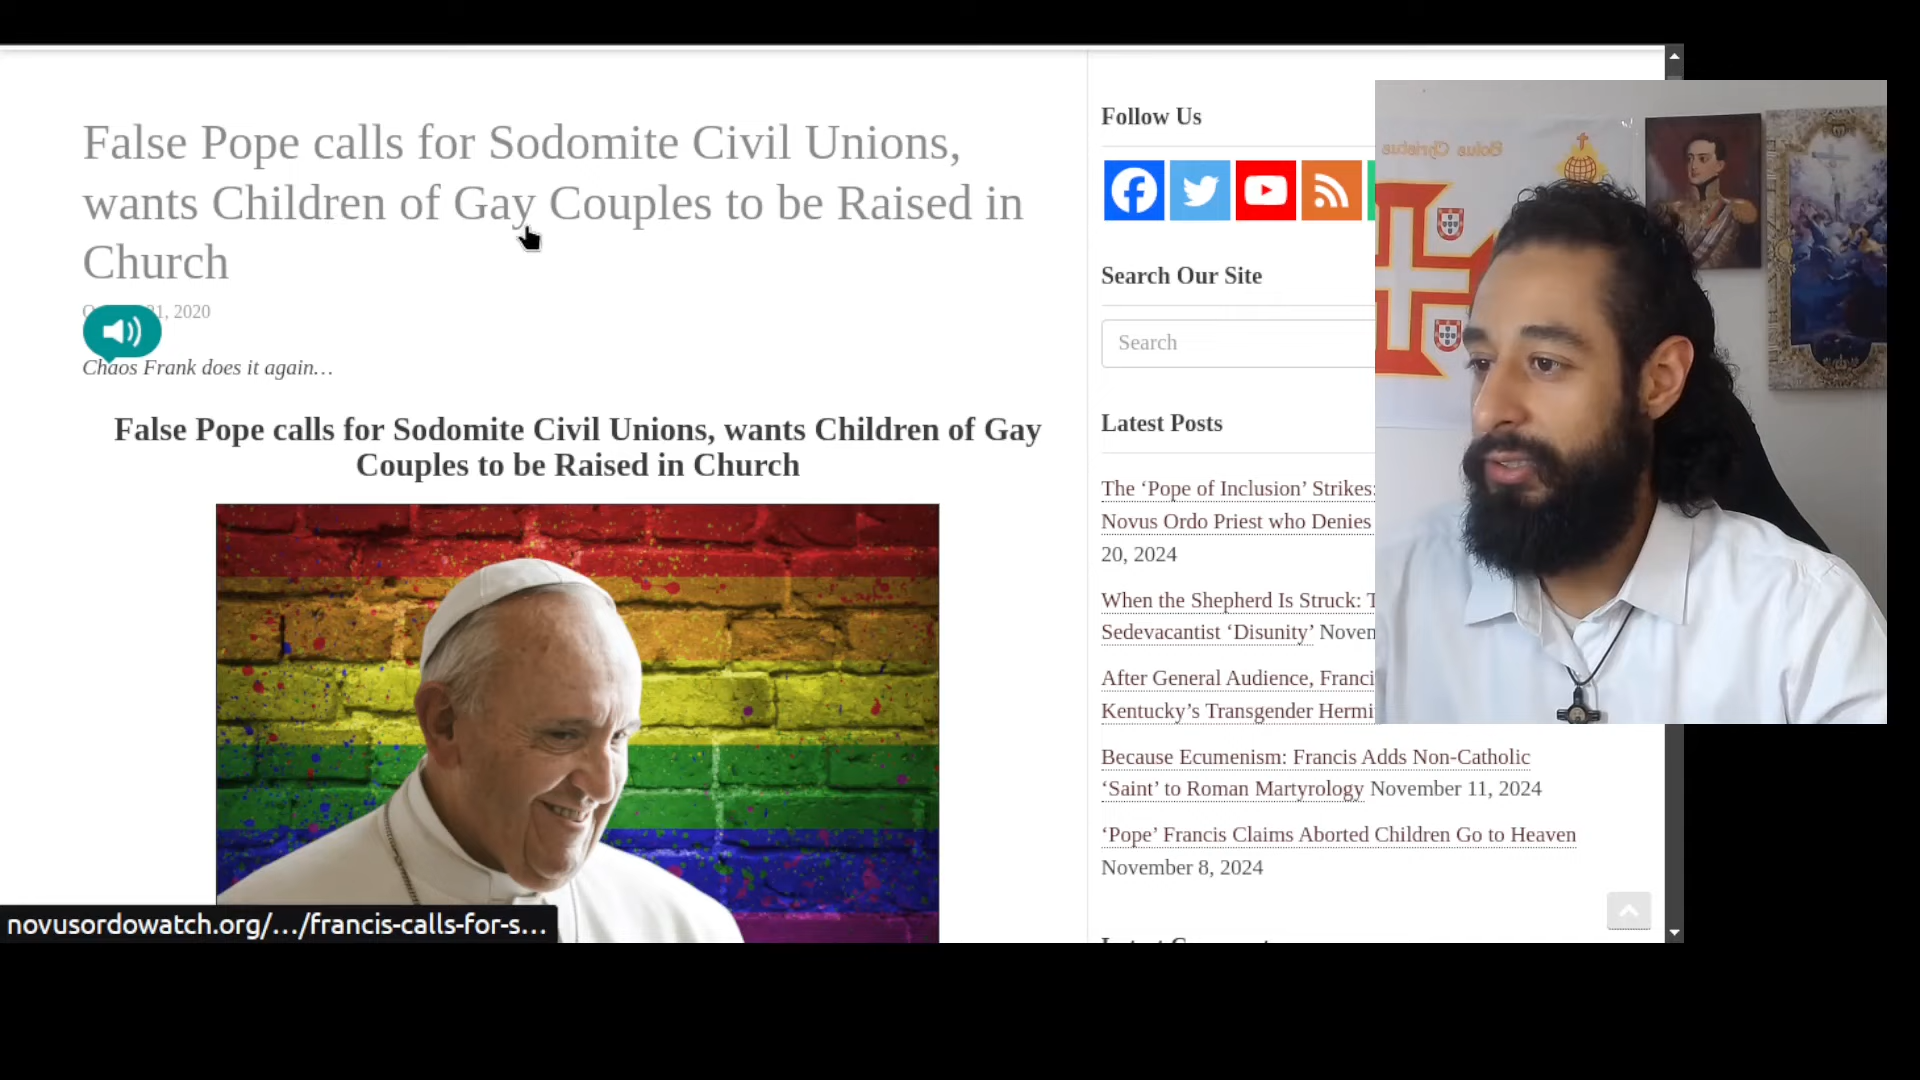 False Pope calls for Sodomite Civil Unions,
wants Children of Gay Couples to be Raised in
Church
21, 2020
Chaos Frank does it again…
False Pope calls for Sodomite Civil Unions, wants Children of Gay
Couples to be Raised in Church
novusordowatch.org/…/francis-calls-for-s…
Follow Us
Search Our Site
Search
Latest Posts
The ‘Pope of Inclusion’ Strikes:
Novus Ordo Priest who Denies
20, 2024
When the Shepherd Is Struck:
Sedevacantist ‘Disunity’
After General Audience,
Kentucky’s Transgender
Because Ecumenism: Francis Adds Non-Catholic
‘Saint’ to Roman Martyrology November 11, 2024
‘Pope’ Francis Claims Aborted Children Go to Heaven
November 8, 2024